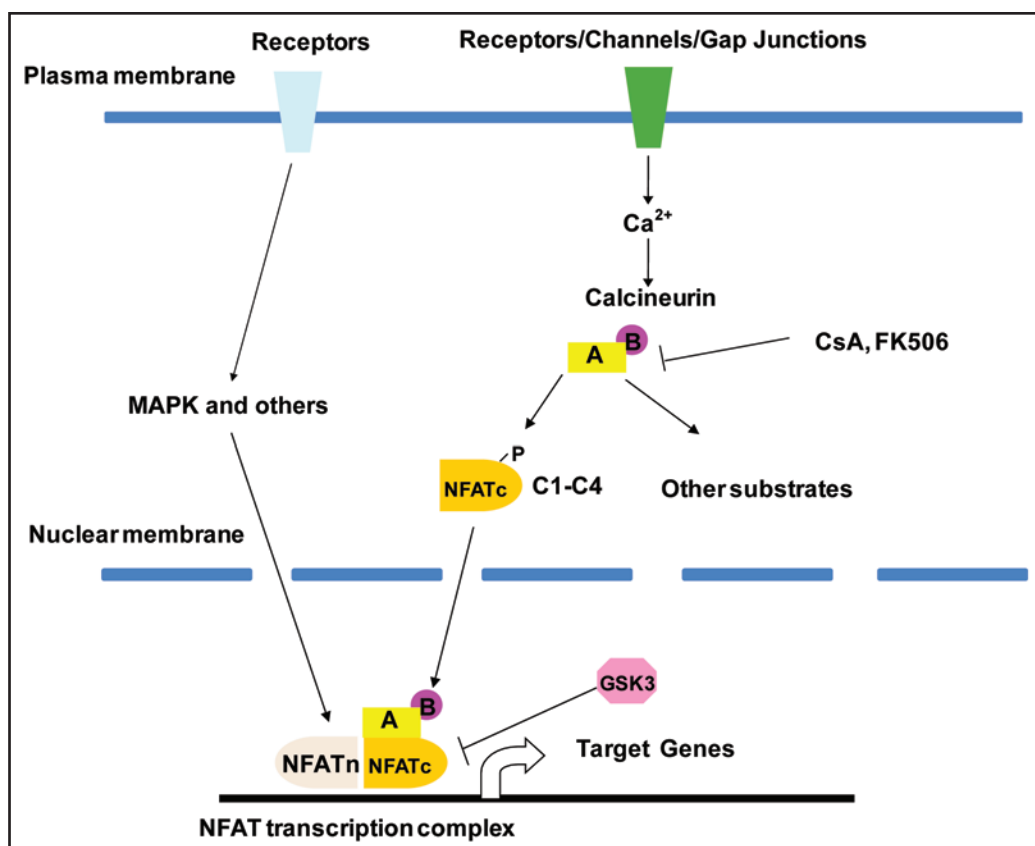 Receptors
Receptors/Channels/Gap Junctions
Plasma membrane
Ca2+
Calcineurin
B
A
CsA, FK506
MAPK and others
P
NFATc
C1-C4
Other substrates
Nuclear membrane
GSK3
B
A
Target Genes
NFATn
NFATc
NFAT transcription complex